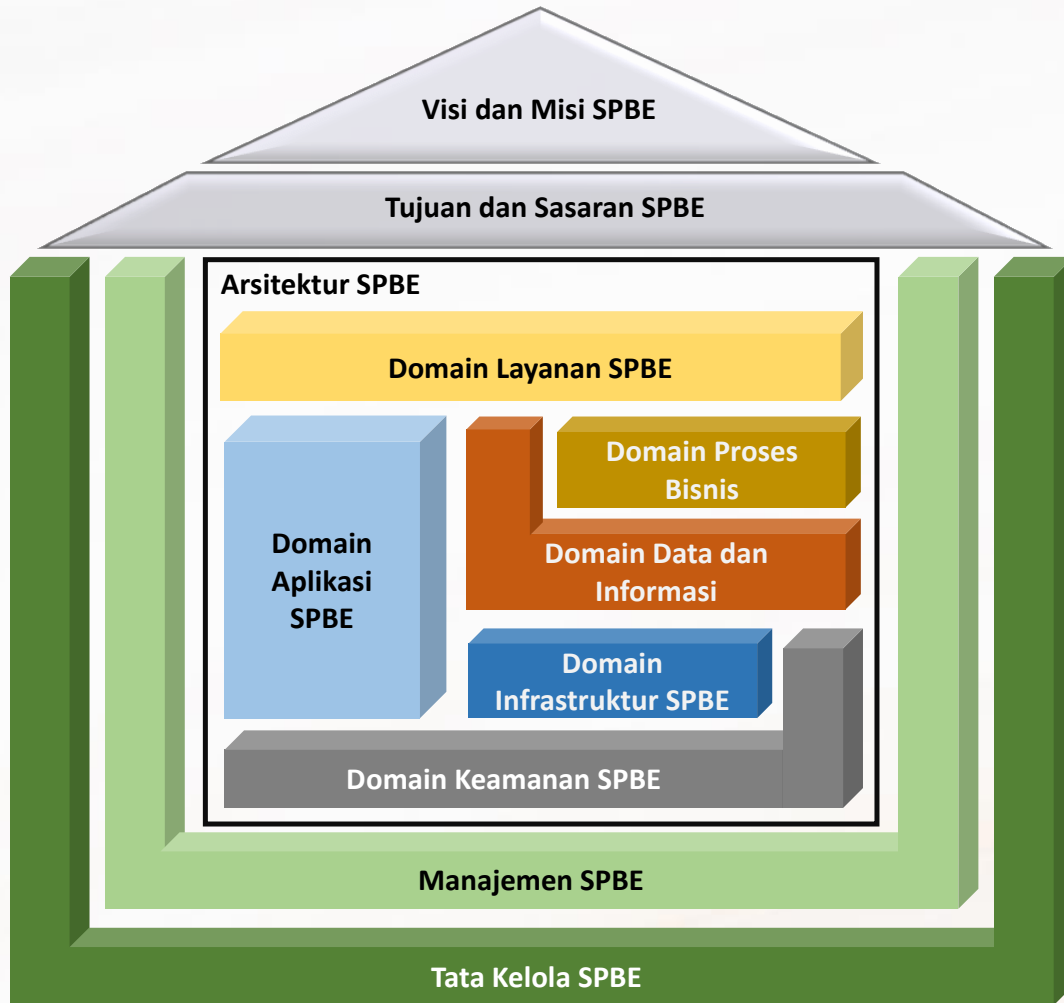 Visi dan Misi SPBE
Tujuan dan Sasaran SPBE
Arsitektur SPBE
Domain Layanan SPBE
Domain Proses
Bisnis
Domain
Aplikasi
SPBE
Domain Data dan
Informasi
Domain
Infrastruktur SPBE
Domain Keamanan SPBE
Manajemen SPBE
Tata Kelola SPBE